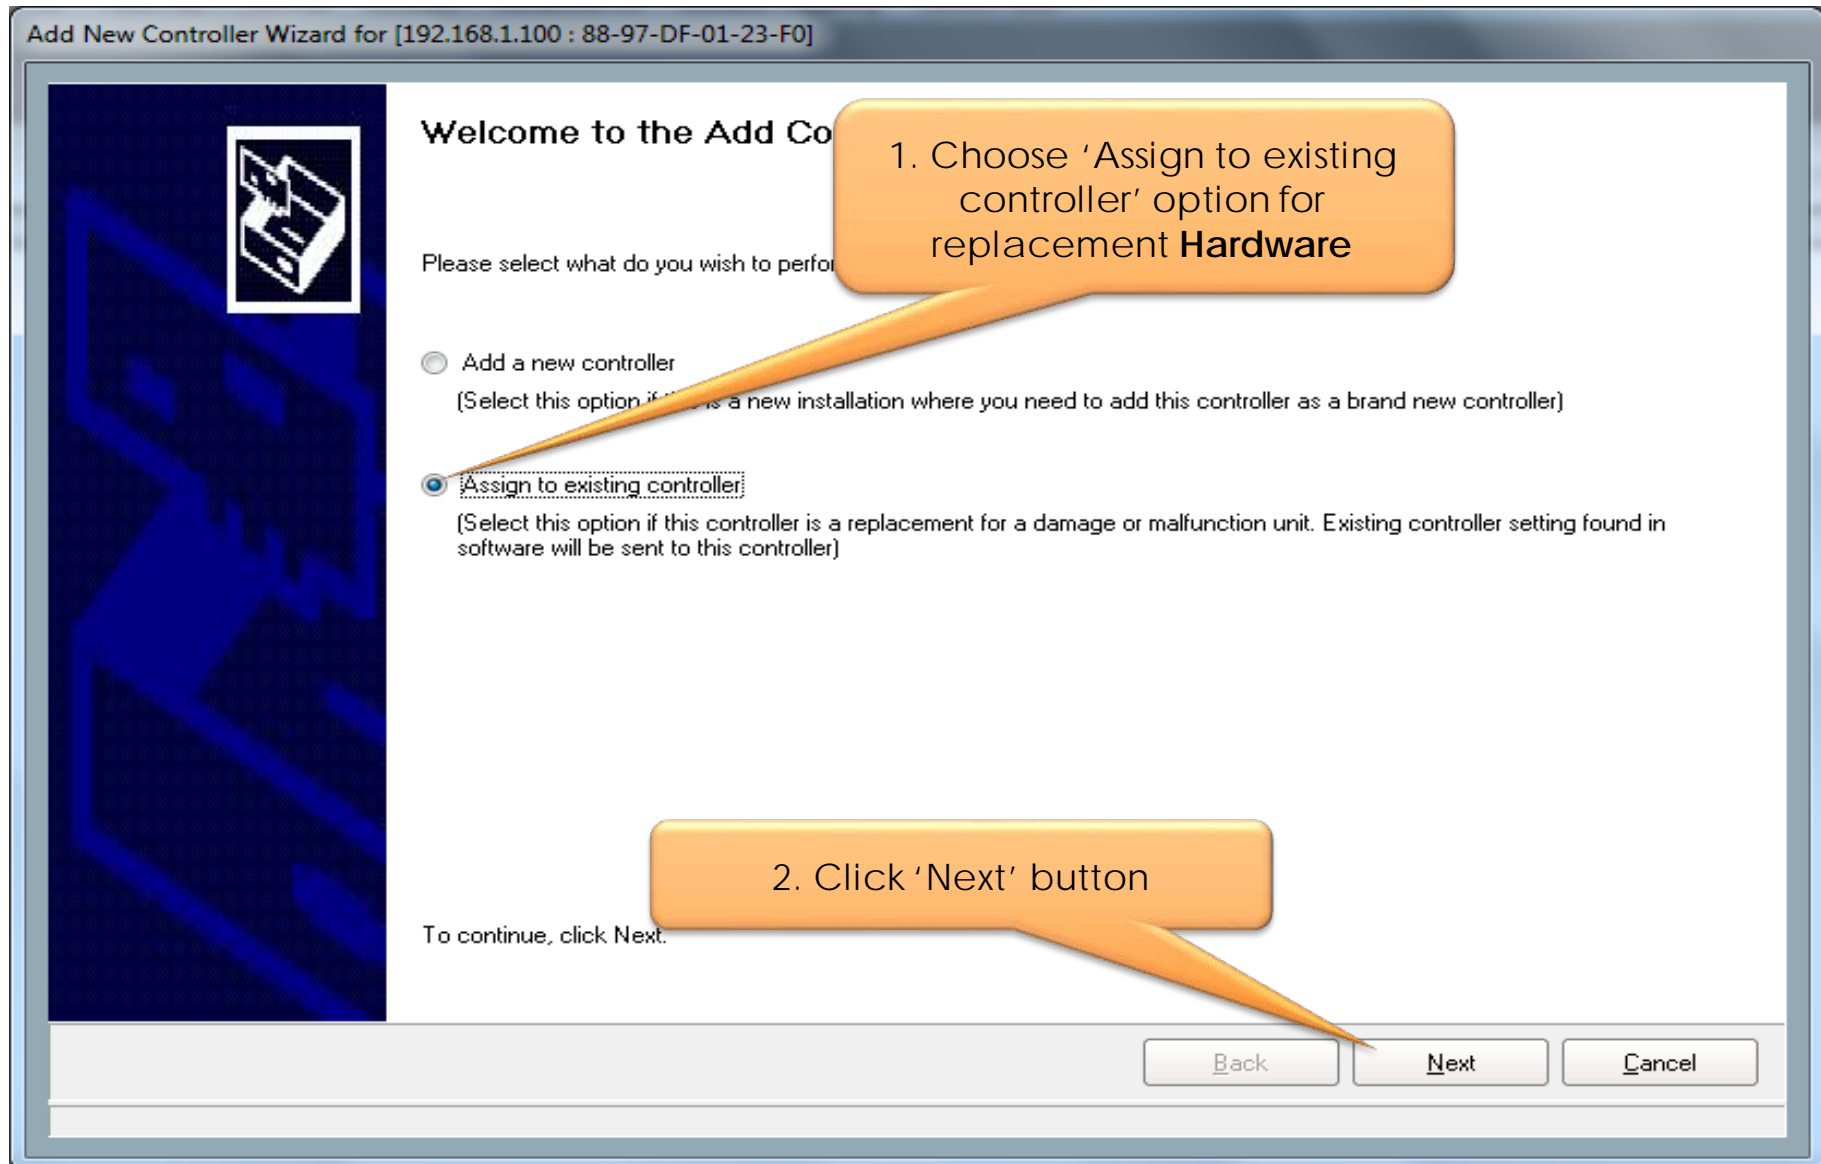 Add New Controller Wizard for [192.168.1.100 : 88-97-DF-01-23-F0]
Welcome to the Add Co
1. Choose ‘Assign to existing
controller’ option for
replacement Hardware
Please select what do you wish to perfo
Add a new controller
(Select this option is a new installation where you need to add this controller as a brand new controller)
Assign to existing controller
(Select this option if this controller is a replacement for a damage or malfunction unit. Existing controller setting found in
software will be sent to this controller)
2. Click ‘Next’ button
To continue, click Next.
Back
Next
Cancel